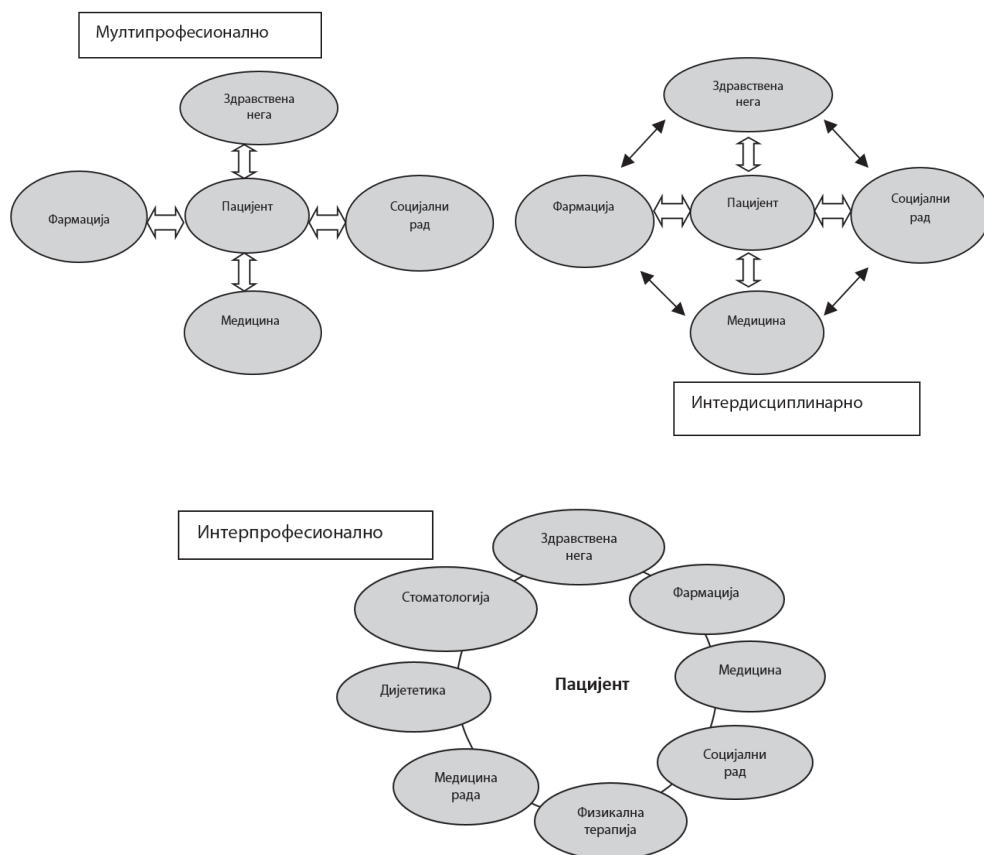 Мултипрофесионално
Здравствена
нега
Фармација
Пацијент
Социјални
рад
Медицина
Здравствена
нега
Фармација
Пацијент
Социјални
рад
Медицина
Интердисциплинарно
Интерпрофесионално
Здравствена
нега
Стоматологија
Фармација
Дијететика
Пацијент
Медицина
Медицина
рада
Социјални
рад
Физикална
терапија